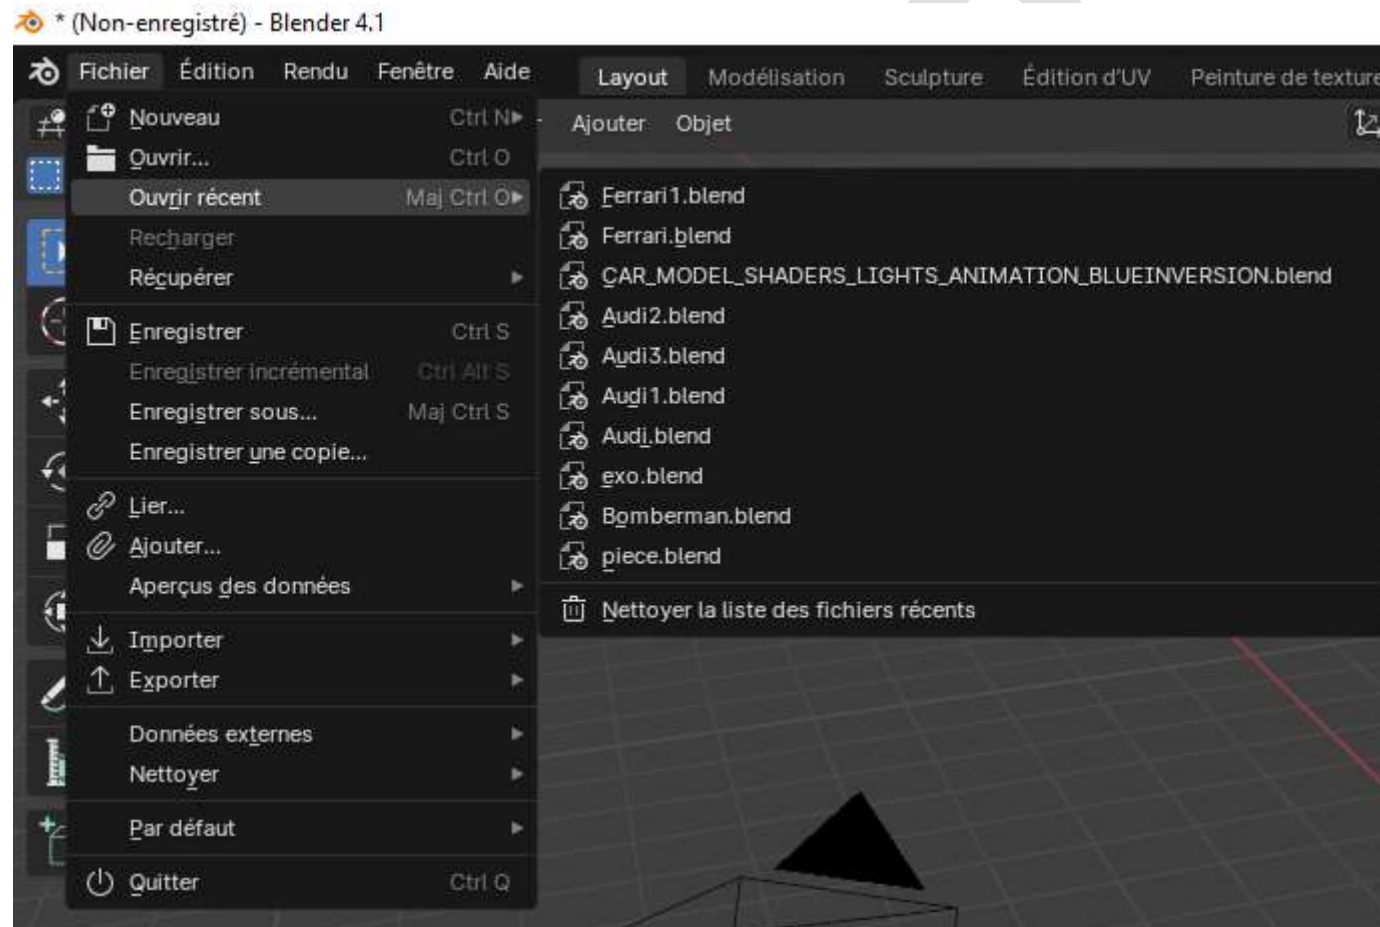 * (Non-enregistré) - Blender 4.1
Fichier Édition Rendu Fenêtre Aide Layout Modélisation Sculpture Édition d'UV Peinture de texture
Nouveau Ctrl N
Ajouter Objet
Ouvrir... Ctrl O
Ouvrir récent Maj Ctrl O
Recharger
Récupérer
Enregistrer Ctrl S
Enregistrer incrémental Ctrl Alt S
Enregistrer sous... Maj Ctrl S
Enregistrer une copie...
Lier...
Ajouter...
Aperçus des données
Importer
Exporter
Données externes
Nettoyer
Par défaut
Quitter Ctrl Q
Ferrari1.blend
Ferrari.blend
CAR_MODEL_SHADERS_LIGHTS_ANIMATION_BLUEINVERSION.blend
Audi2.blend
Audi3.blend
Audi1.blend
Audi.blend
exo.blend
Bomberman.blend
piece.blend
Nettoyer la liste des fichiers récents